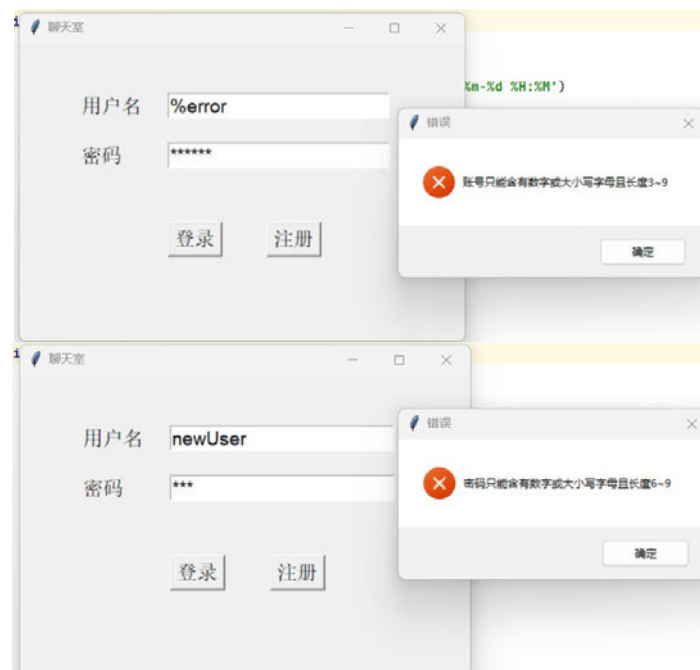 i
聊天室
%m-%d %H:%M')
用户名
%error
错误
账号只能含有数字或大小写字母且长度3~9
密码
******
登录
注册
确定
i
聊天室
用户名
newUser
错误
密码只能含有数字或大小写字母且长度6~9
密码
***
登录
注册
确定